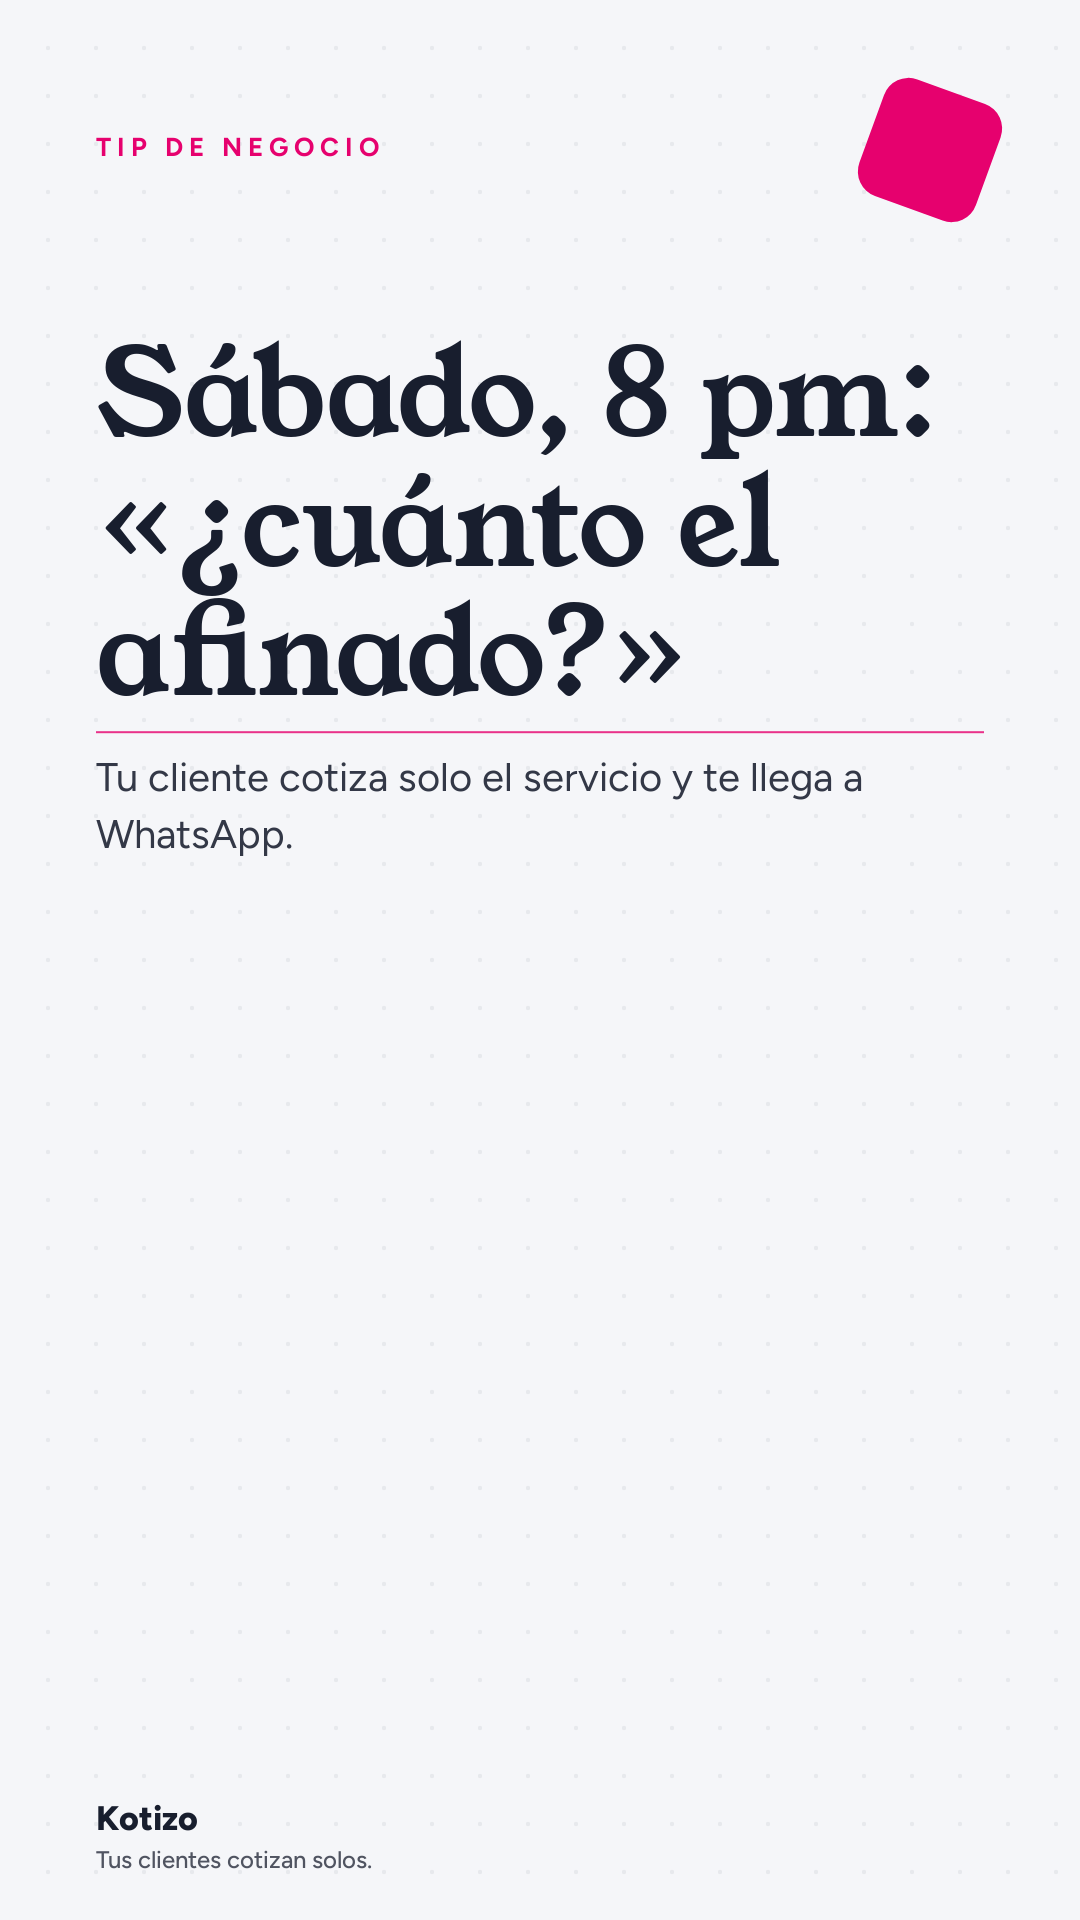 TIP DE NEGOCIO
Sábado, 8 pm:
«¿cuánto el
afinado?»
Tu cliente cotiza solo el servicio y te llega a
WhatsApp.
Kotizo
Tus clientes cotizan solos.